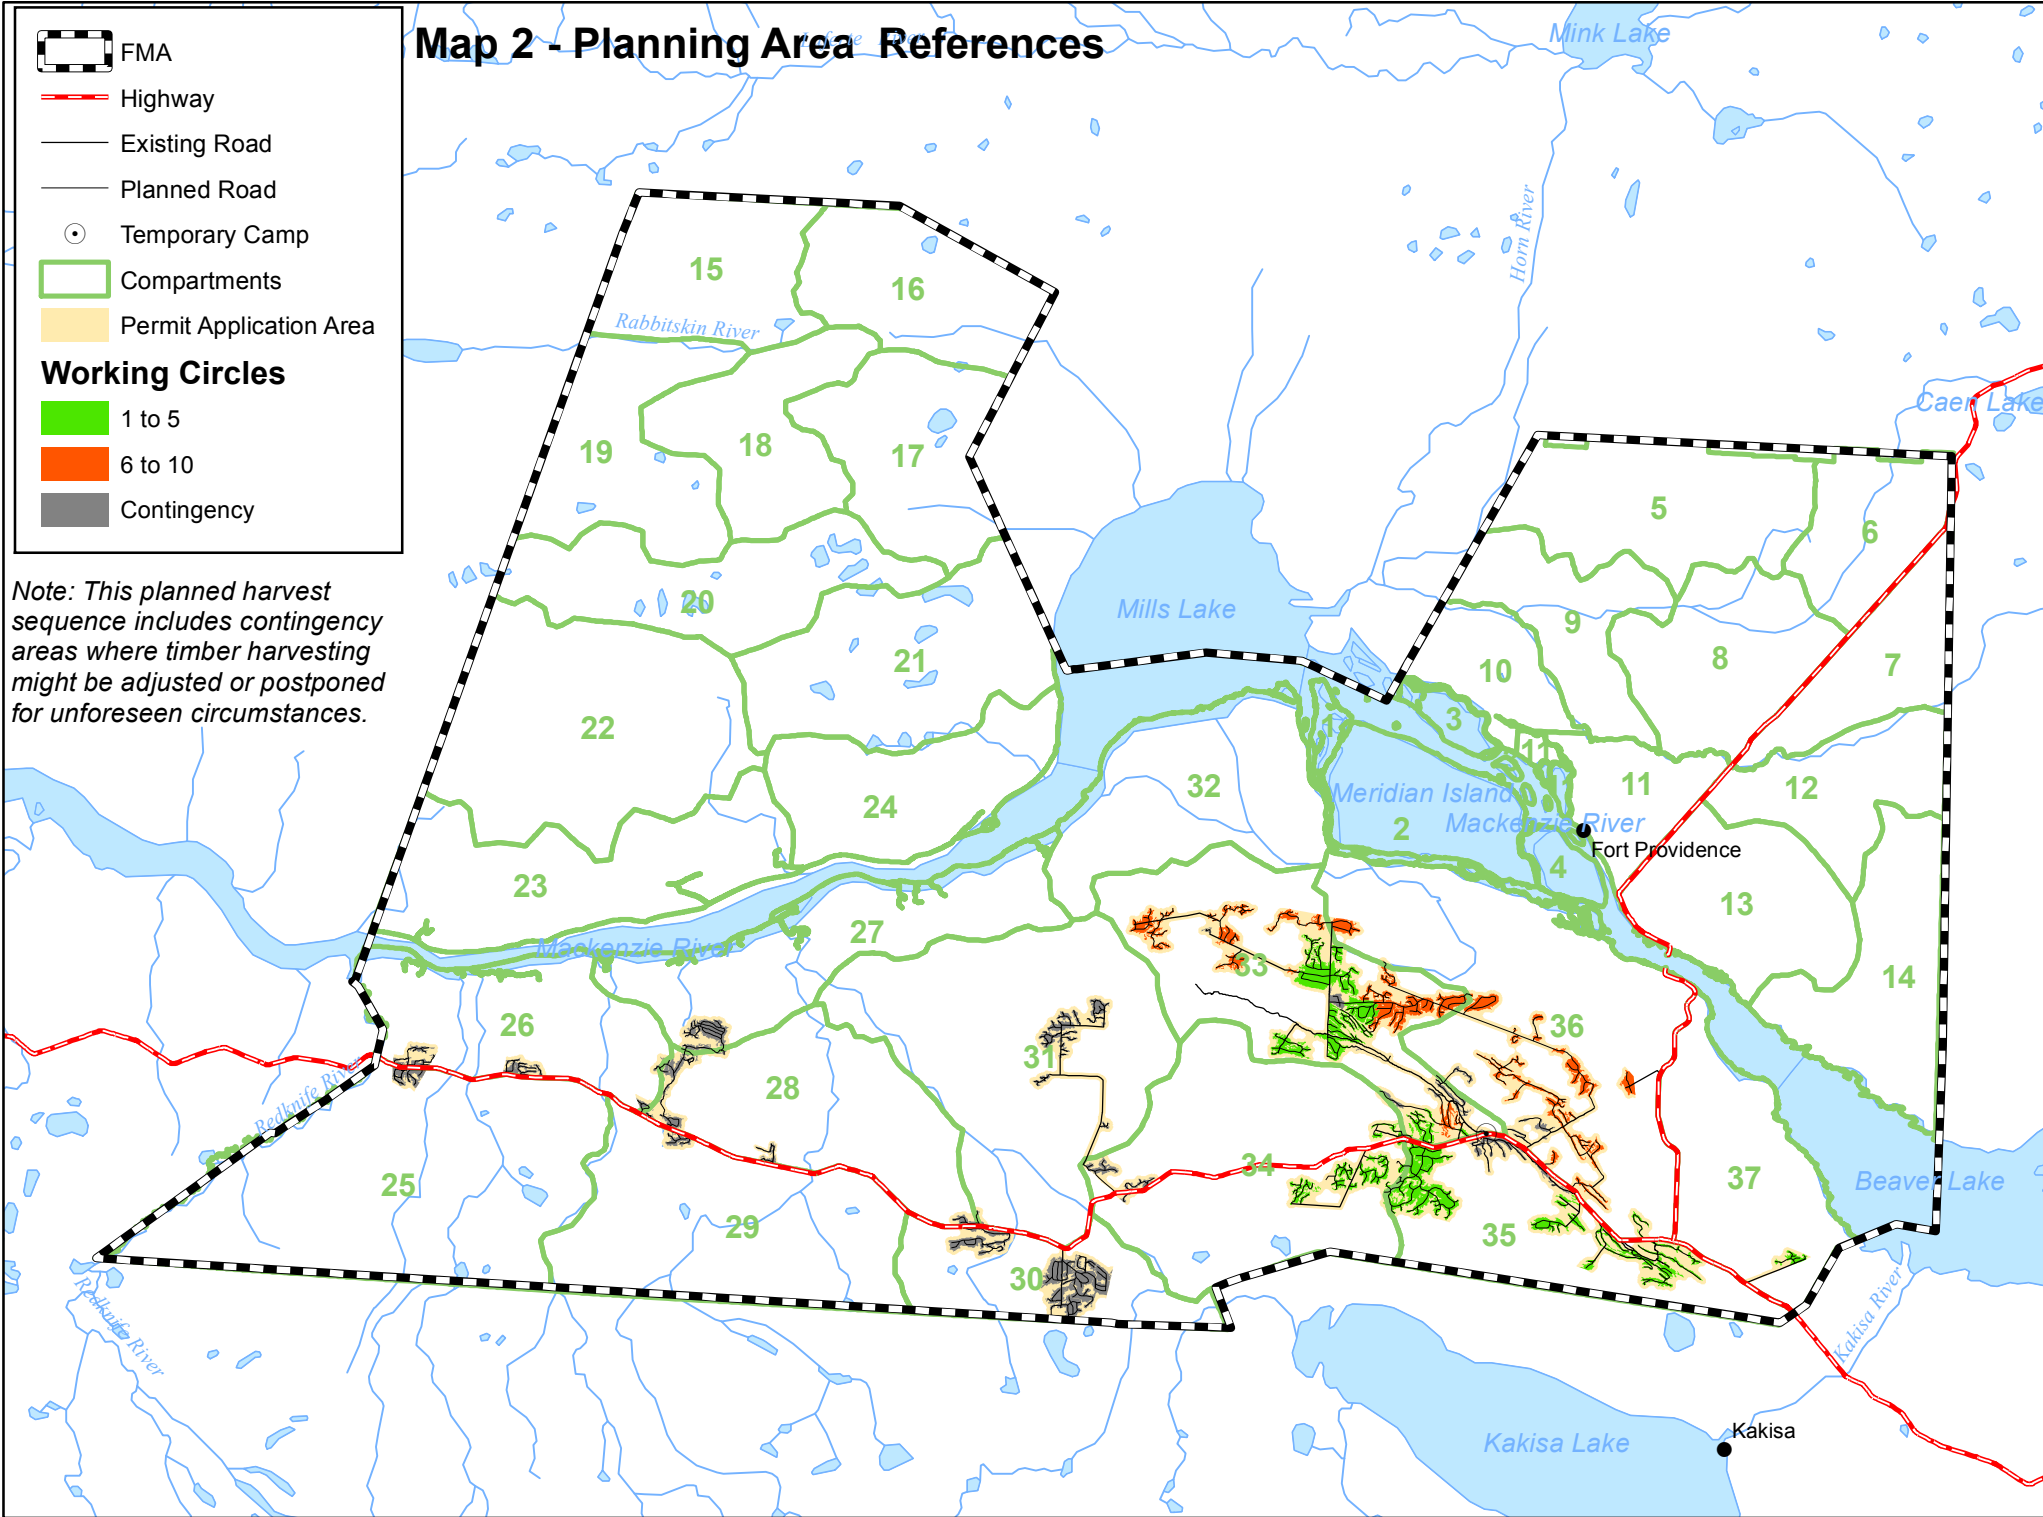 Map 2 - Planning Area References
FMA
Highway
Existing Road
Planned Road
Temporary Camp
Compartments
Permit Application Area
Working Circles
1 to 5
6 to 10
Contingency
Note: This planned harvest
sequence includes contingency
areas where timber harvesting
might be adjusted or postponed
for unforeseen circumstances.
Mink Lake
Horn River
15
16
Rabbitskin River
Caen Lake
19
18
17
5
6
20
Mills Lake
9
21
10
8
7
22
1
3
11
32
Meridian Island
11
12
24
2
Mackenzie River
Fort Providence
4
23
13
27
Mackenzie River
33
14
26
36
31
28
Redknife River
34
25
37
Beaver Lake
29
35
30
Redknife River
Kakisa River
Kakisa
Kakisa Lake